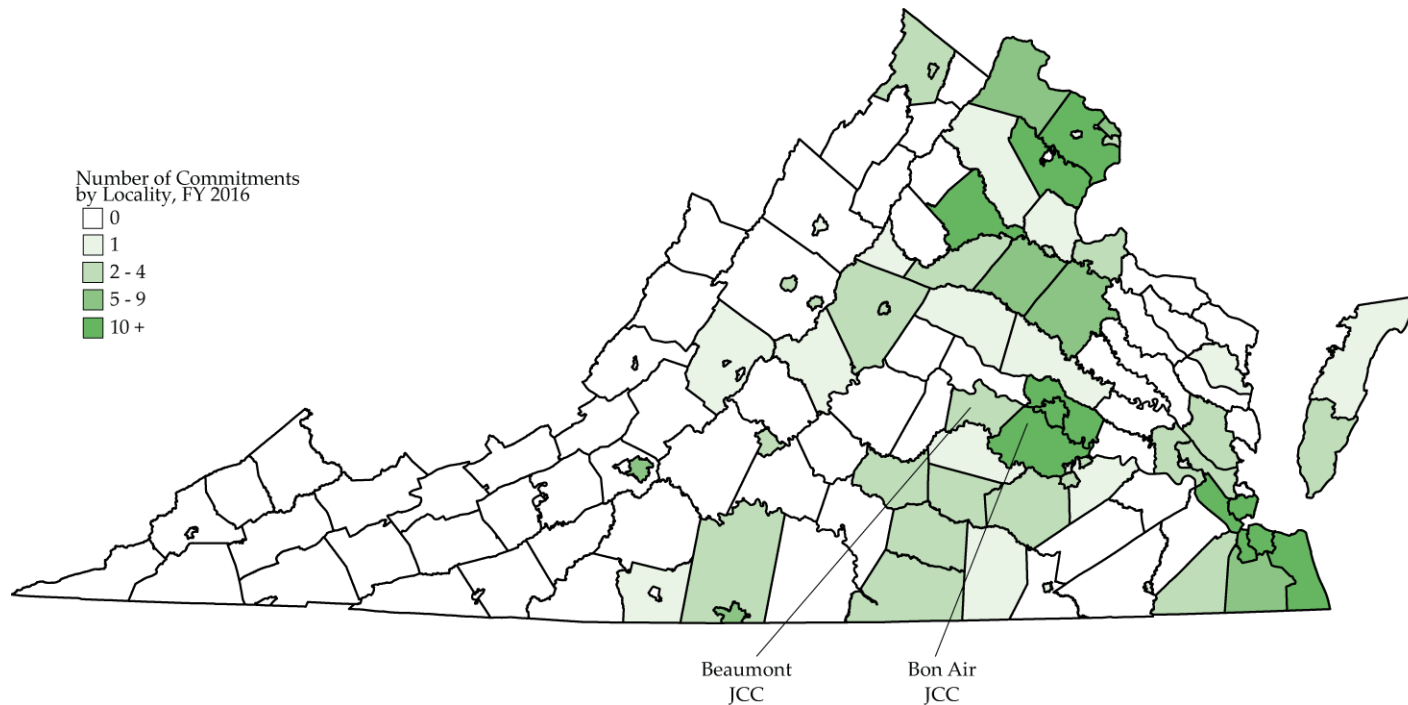 Number of Commitments
by Locality, FY 2016
0
1
2 - 4
5 - 9
10 +
Beaumont
JCC
Bon Air
JCC